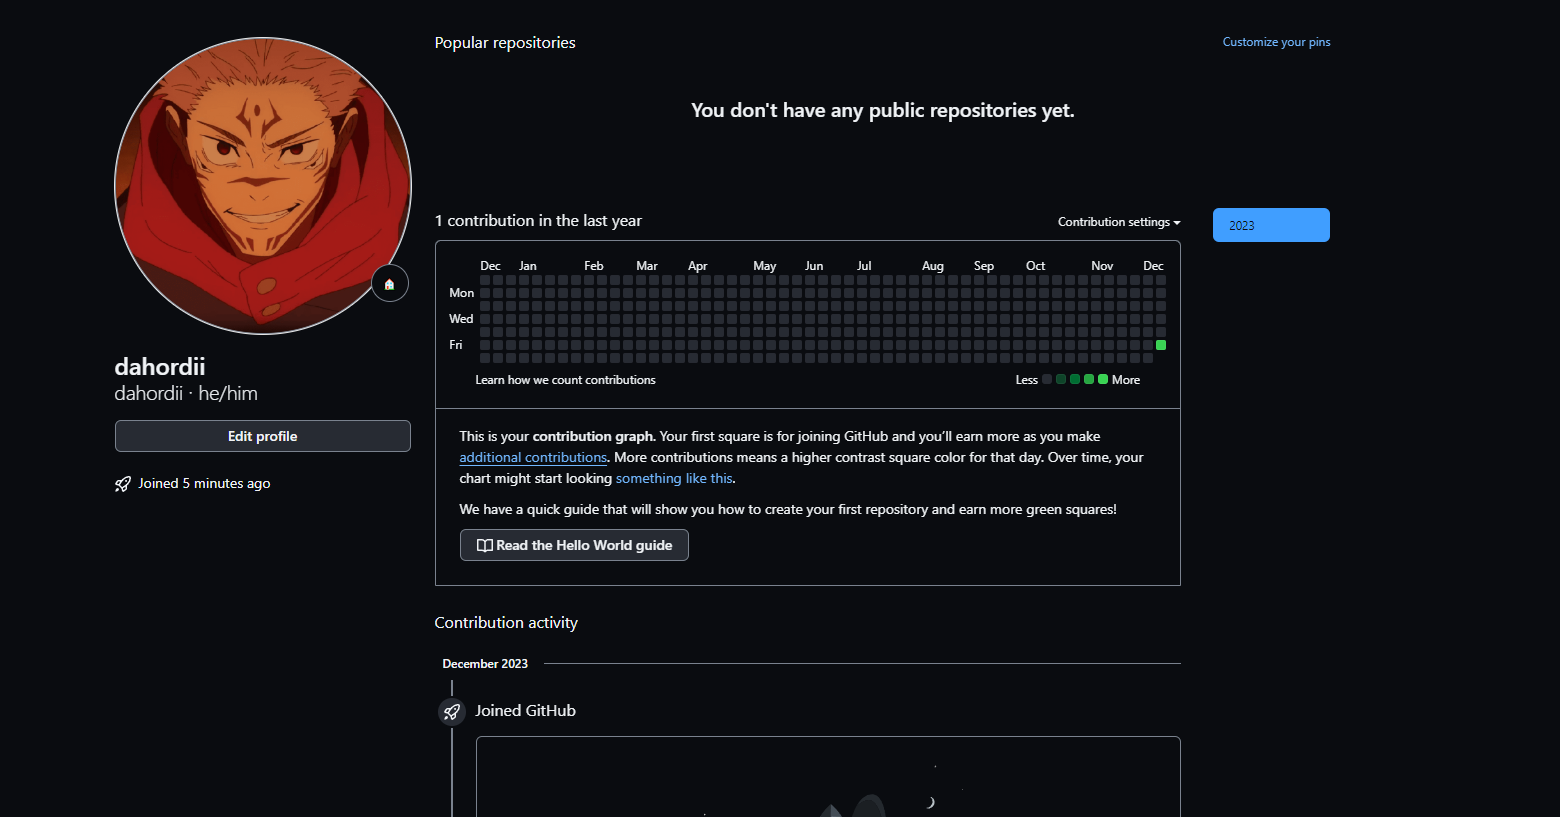 Popular repositories
Customize your pins
You don't have any public repositories yet.
1 contribution in the last year
Contribution settings
2023
Dec Jan Feb Mar Apr May Jun Jul Aug Sep Oct Nov Dec
Mon
Wed
Fri
Learn how we count contributions
Less More
This is your contribution graph. Your first square is for joining GitHub and you’ll earn more as you make
additional contributions. More contributions means a higher contrast square color for that day. Over time, your
chart might start looking something like this.
We have a quick guide that will show you how to create your first repository and earn more green squares!
Read the Hello World guide
dahordii
dahordii · he/him
Edit profile
Joined 5 minutes ago
Contribution activity
December 2023
Joined GitHub